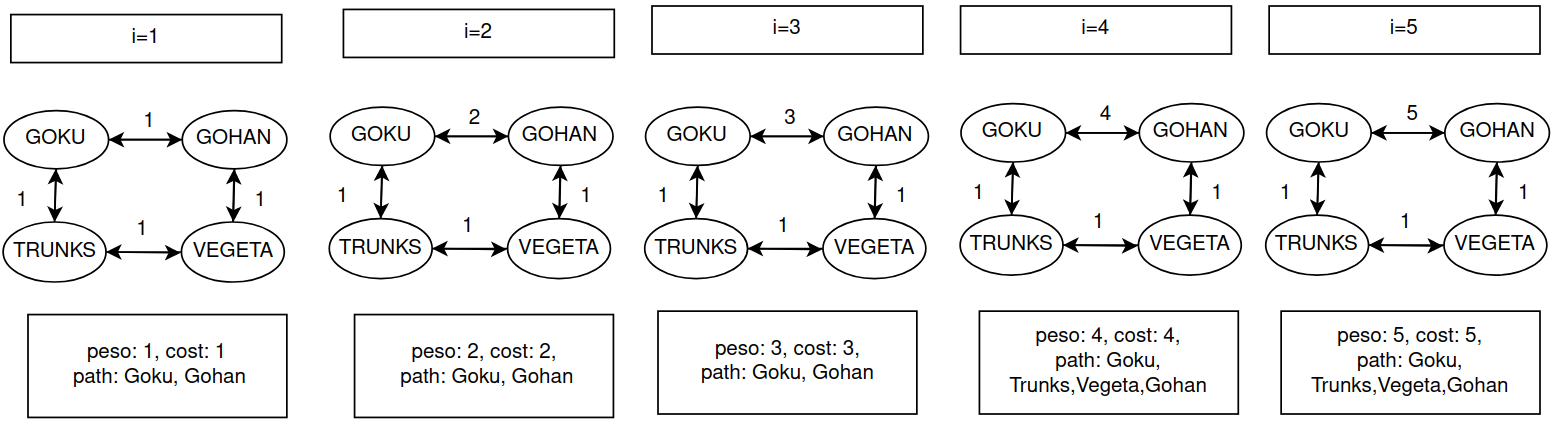 i=1
i=2
i=3
i=4
i=5
GOKU
1
GOHAN
1
1
TRUNKS
1
VEGETA
GOKU
2
GOHAN
1
1
TRUNKS
1
VEGETA
GOKU
3
GOHAN
1
1
TRUNKS
1
VEGETA
GOKU
4
GOHAN
1
1
TRUNKS
1
VEGETA
GOKU
5
GOHAN
1
1
TRUNKS
1
VEGETA
peso: 1, cost: 1
path: Goku, Gohan
peso: 2, cost: 2,
path: Goku, Gohan
peso: 3, cost: 3,
path: Goku, Gohan
peso: 4, cost: 4,
path: Goku,
Trunks,Vegeta,Gohan
peso: 5, cost: 5,
path: Goku,
Trunks,Vegeta,Gohan